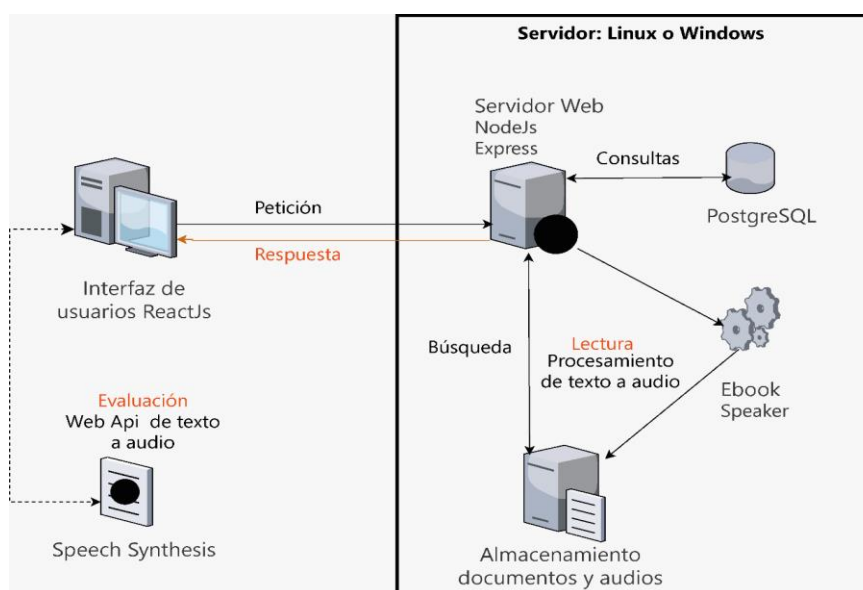 Servidor: Linux o Windows
Servidor Web
NodeJs
Express
Consultas
PostgreSQL
Petición
Respuesta
Interfaz de
usuarios ReactJs
Búsqueda
Lectura
Procesamiento
de texto a audio
Ebook
Speaker
Evaluación
Web Api de texto
a audio
Speech Synthesis
Almacenamiento
documentos y audios